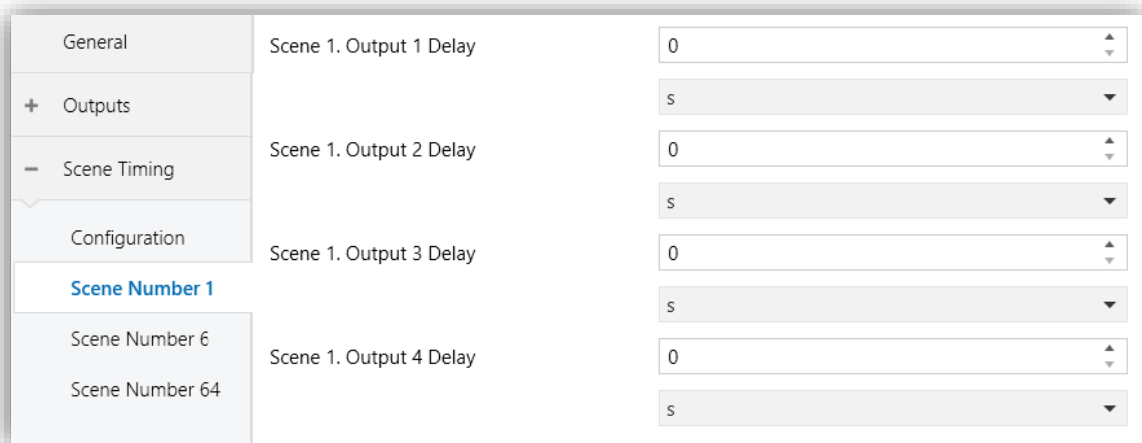 General
+ Outputs
− Scene Timing
Configuration
Scene Number 1
Scene Number 6
Scene Number 64
Scene 1. Output 1 Delay
0
s
Scene 1. Output 2 Delay
0
s
Scene 1. Output 3 Delay
0
s
Scene 1. Output 4 Delay
0
s